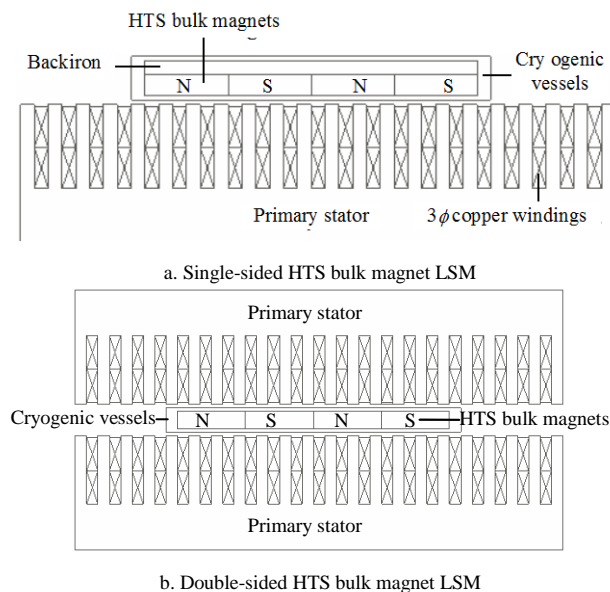 HTS bulk magnets
Backiron
Cry ogenic
vessels
N S N S
Primary stator
3ϕ copper windings
a. Single-sided HTS bulk magnet LSM
Primary stator
Cryogenic vessels
N S N S
HTS bulk magnets
Primary stator
b. Double-sided HTS bulk magnet LSM